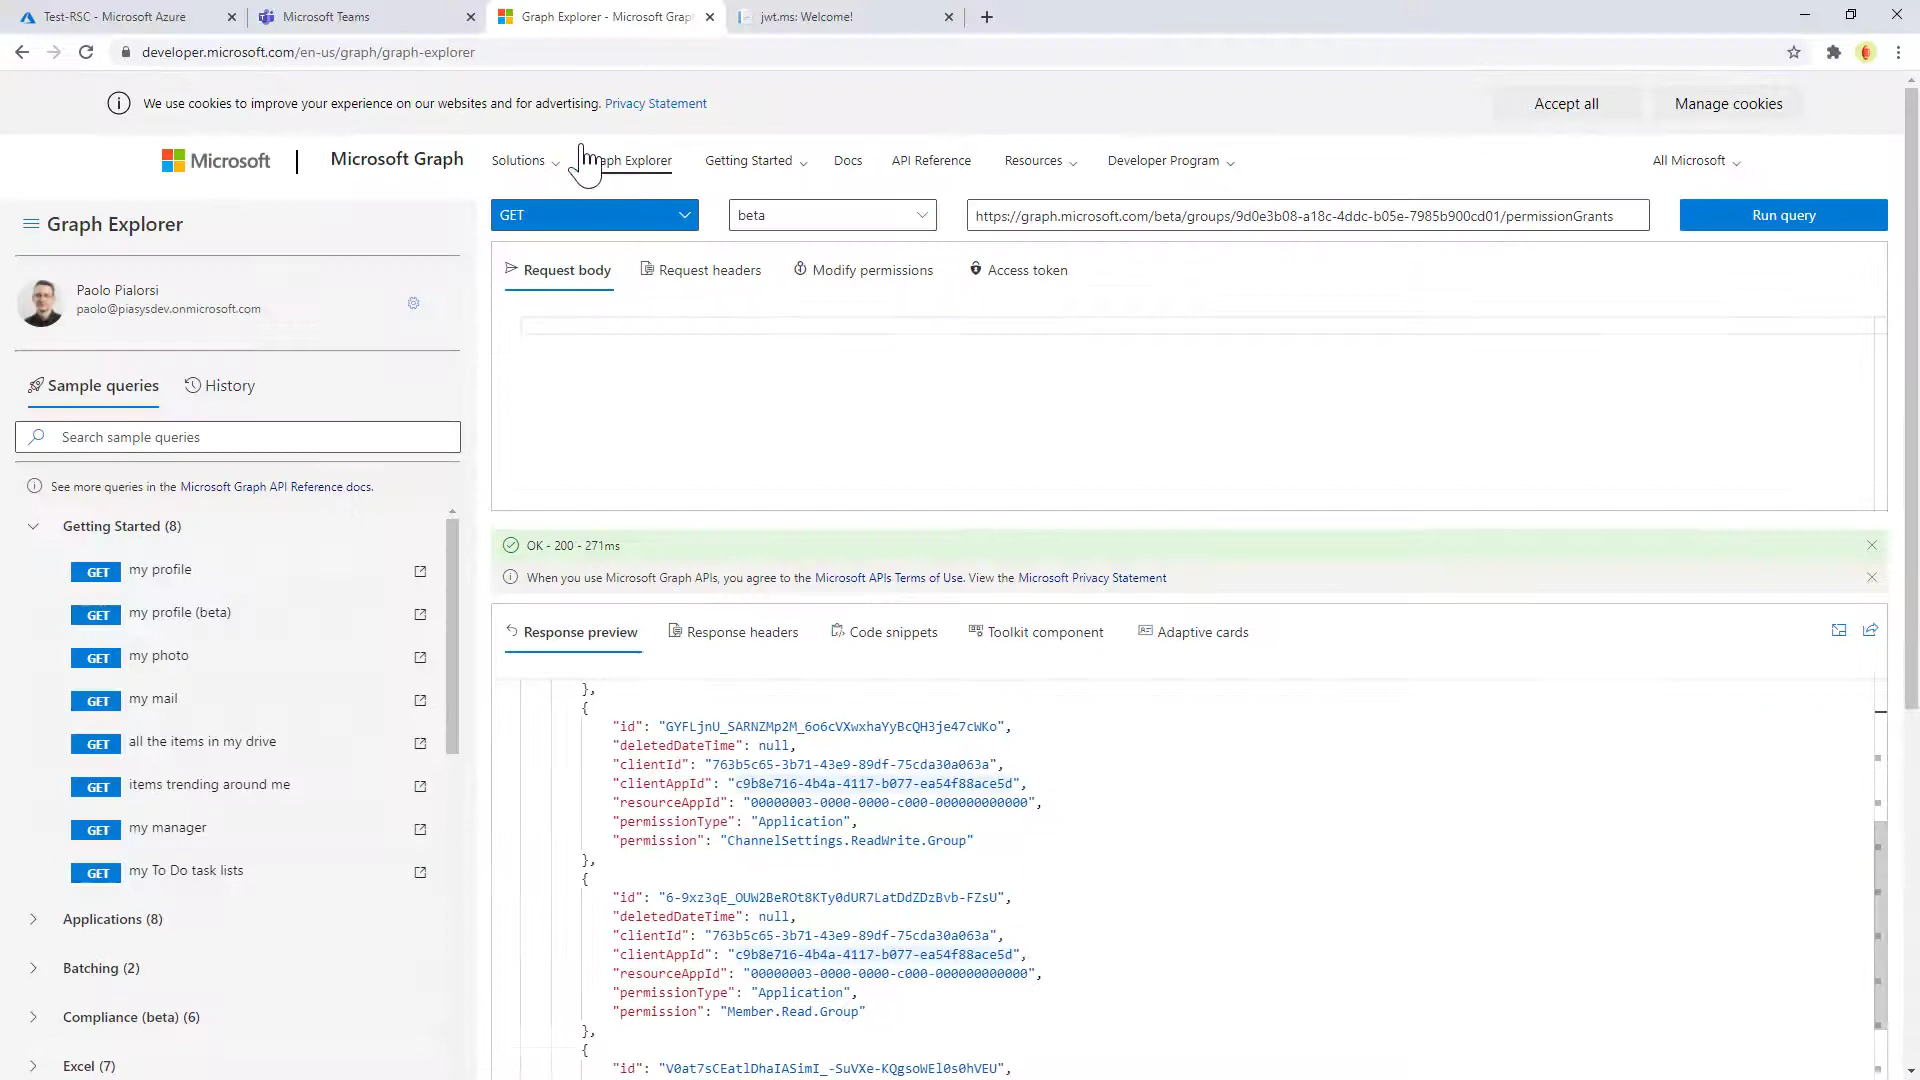 Test-RSC - Microsoft Azure
Microsoft Teams
Graph Explorer - Microsoft Grap
jwt.ms: Welcome!
developer.microsoft.com/en-us/graph/graph-explorer
We use cookies to improve your experience on our websites and for advertising. Privacy Statement
Accept all
Manage cookies
Microsoft
Microsoft Graph
Solutions
aph Explorer
Getting Started
Docs
API Reference
Resources
Developer Program
All Microsoft
Graph Explorer
GET
beta
https://graph.microsoft.com/beta/groups/9d0e3b08-a18c-4ddc-b05e-7985b900cd01/permissionGrants
Run query
Paolo Pialorsi
paolo@piasysdev.onmicrosoft.com
Request body
Request headers
Modify permissions
Access token
Sample queries
History
Search sample queries
See more queries in the Microsoft Graph API Reference docs.
Getting Started (8)
GET my profile
GET my profile (beta)
GET my photo
GET my mail
GET all the items in my drive
GET items trending around me
GET my manager
GET my To Do task lists
Applications (8)
Batching (2)
Compliance (beta) (6)
Excel (7)
OK - 200 - 271ms
When you use Microsoft Graph APIs, you agree to the Microsoft APIs Terms of Use. View the Microsoft Privacy Statement
Response preview
Response headers
Code snippets
Toolkit component
Adaptive cards
},
{
"id": "GYFLjnU_SARNZMp2M_6o6cVXwxhaYyBcQH3je47cWKo",
"deletedDateTime": null,
"clientId": "763b5c65-3b71-43e9-89df-75cda30a063a",
"clientAppId": "c9b8e716-4b4a-4117-b077-ea54f88ace5d",
"resourceAppId": "00000003-0000-0000-c000-000000000000",
"permissionType": "Application",
"permission": "ChannelSettings.ReadWrite.Group"
},
{
"id": "6-9xz3qE_OUW2BeROt8KTy0dUR7LatDdZDzBvb-FZsU",
"deletedDateTime": null,
"clientId": "763b5c65-3b71-43e9-89df-75cda30a063a",
"clientAppId": "c9b8e716-4b4a-4117-b077-ea54f88ace5d",
"resourceAppId": "00000003-0000-0000-c000-000000000000",
"permissionType": "Application",
"permission": "Member.Read.Group"
},
{
"id": "V0at7sCEatlDhaIASimI_-SuVXe-KQgsoWEl0s0hVEU",